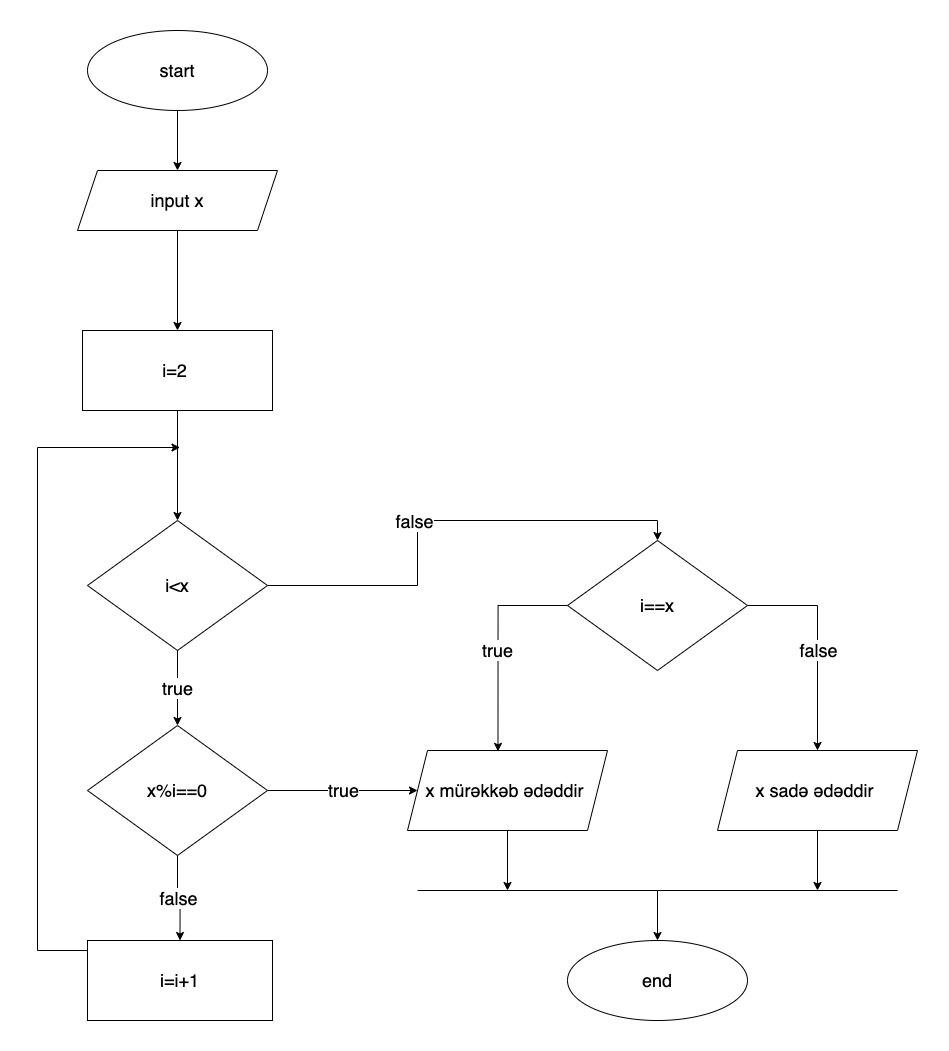 start
input x
i=2
i<x
false
i==x
true
false
true
x%i==0
true
x mürəkkəb ədəddir
x sadə ədəddir
false
i=i+1
end